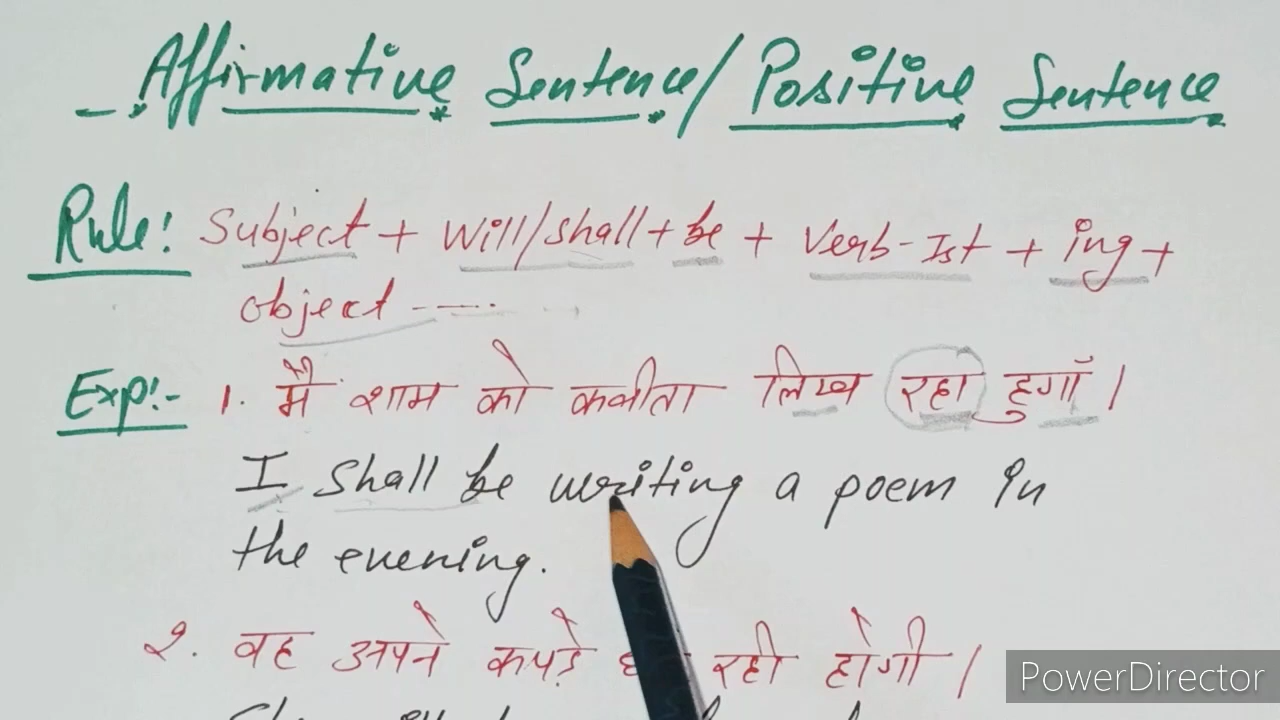 Affirmative Sentence/ Positive Sentence
Rule: Subject + Will/shall + be + Verb-Ist + ing +
object -----.
Exp:- 1. मैं शाम को कवीता लिख रहा हुगाँ।
I shall be writing a poem in
the evening.
२. वह अपने कपड़े रही होगी।
PowerDirector